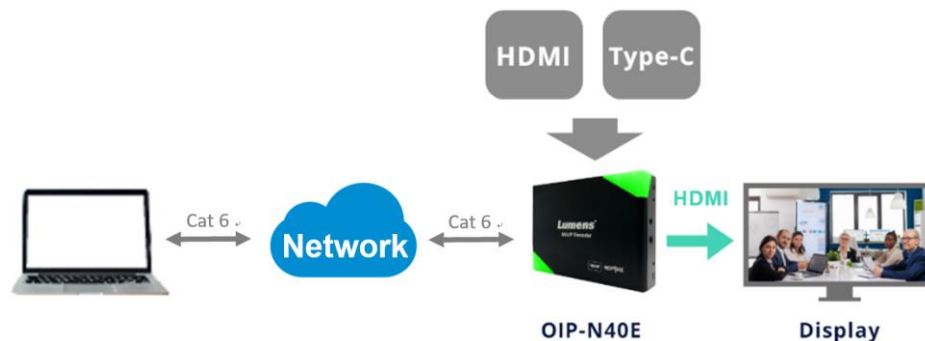 HDMI
Type-C
Cat 6
Network
Cat 6
Lumens
HDMI
OIP-N40E
Display